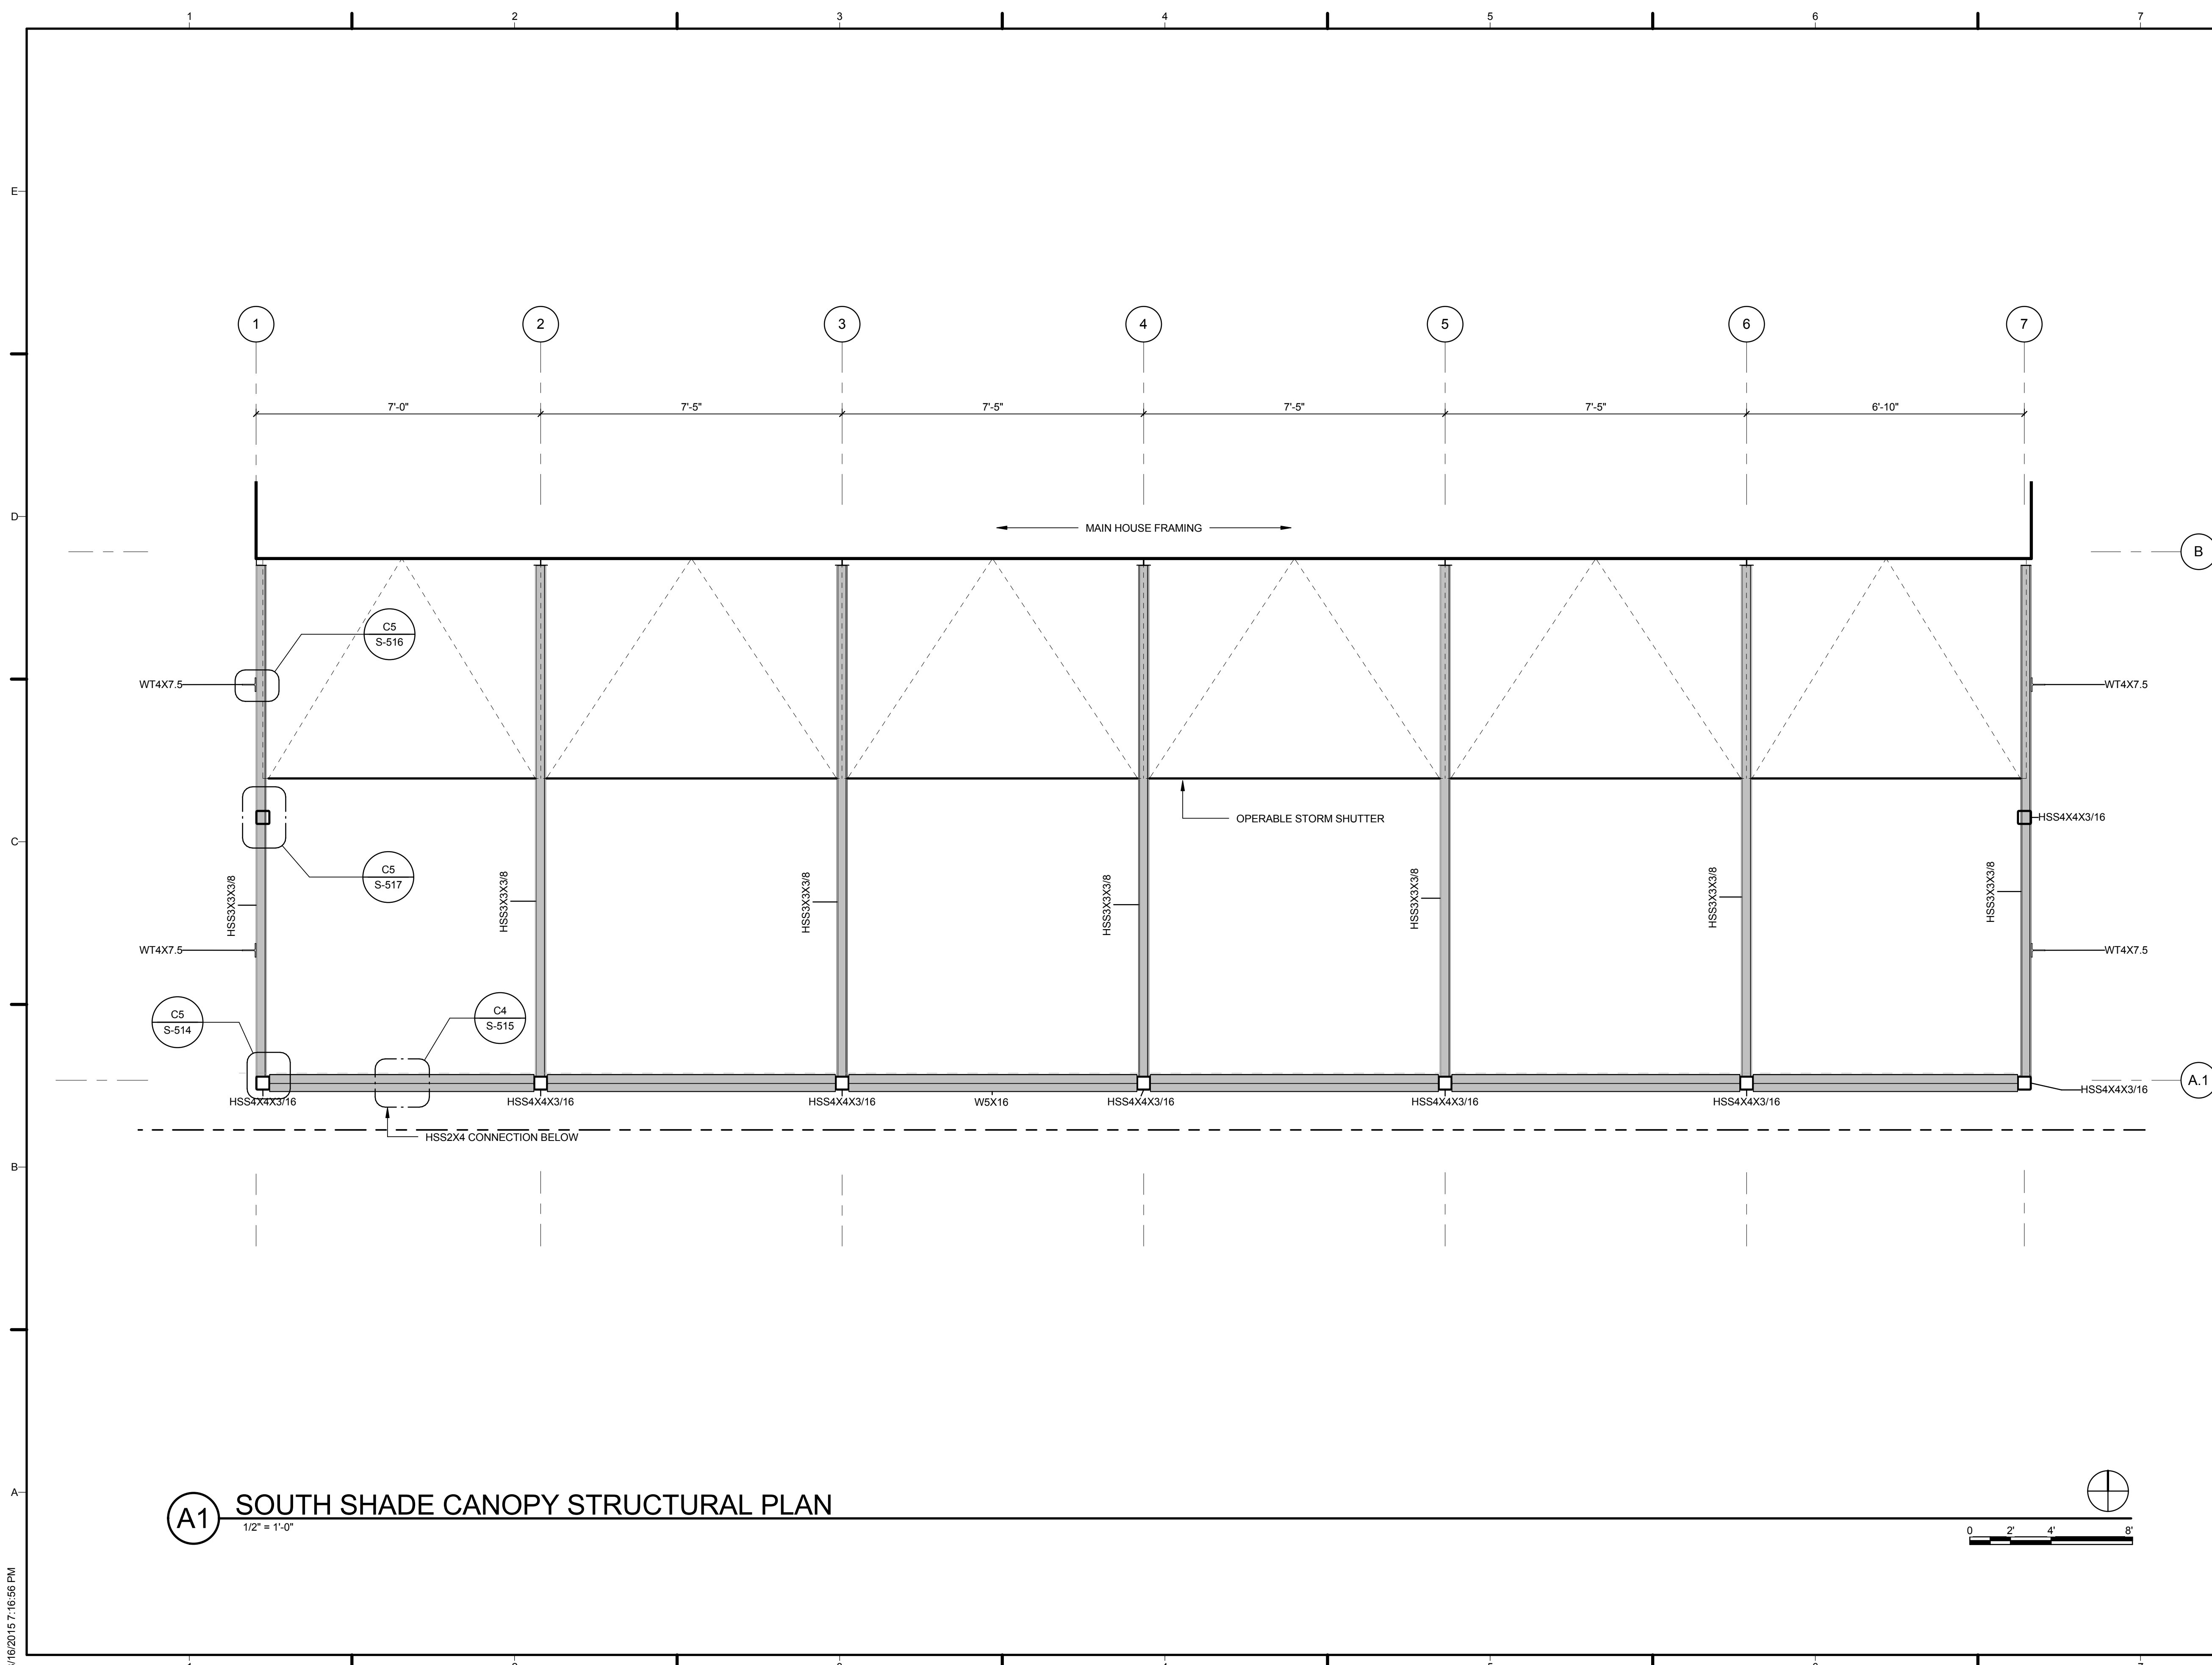 1 2 3 4 5 6 7
E
1 2 3 4 5 6 7
7'-0" 7'-5" 7'-5" 7'-5" 7'-5" 6'-10"
D
MAIN HOUSE FRAMING
B
C5
S-516
WT4X7.5
WT4X7.5
OPERABLE STORM SHUTTER
HSS4X4X3/16
C
C5
S-517
HSS3X3X3/8 HSS3X3X3/8 HSS3X3X3/8 HSS3X3X3/8 HSS3X3X3/8 HSS3X3X3/8 HSS3X3X3/8
WT4X7.5
WT4X7.5
C5
S-514
C4
S-515
A.1
HSS4X4X3/16
HSS4X4X3/16 HSS4X4X3/16 HSS4X4X3/16 W5X16 HSS4X4X3/16 HSS4X4X3/16 HSS4X4X3/16
HSS2X4 CONNECTION BELOW
B
A
A1
SOUTH SHADE CANOPY STRUCTURAL PLAN
1/2" = 1'-0"
0 2' 4' 8'
/16/2015 7:16:56 PM